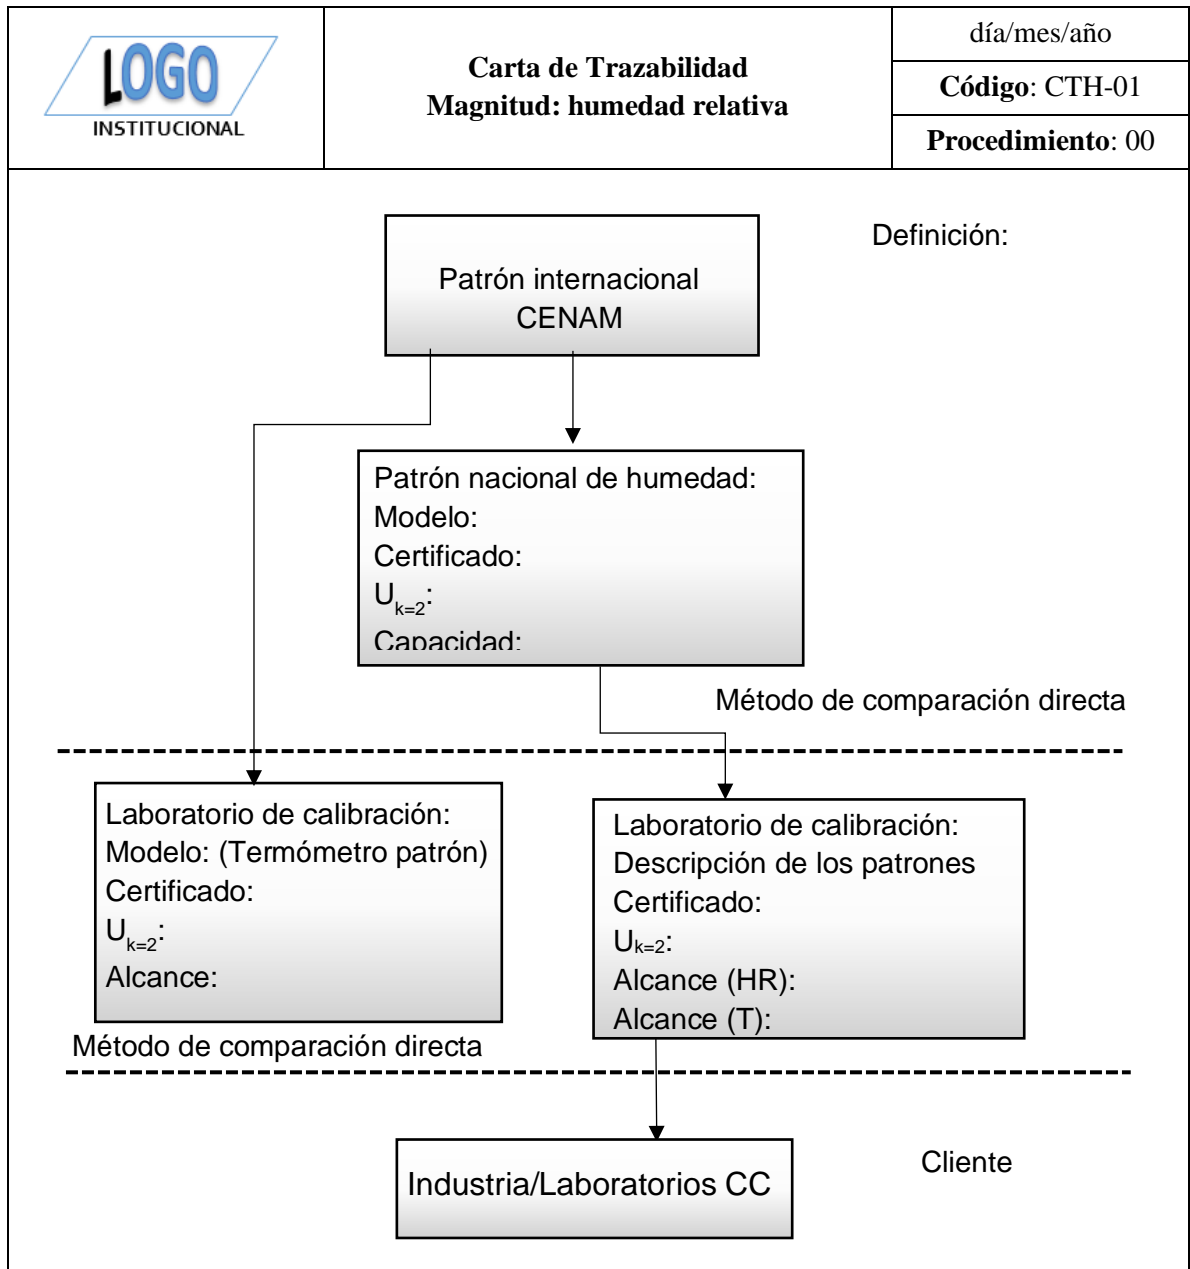 LOGO
INSTITUCIONAL
Carta de Trazabilidad
Magnitud: humedad relativa
día/mes/año
Código: CTH-01
Procedimiento: 00
Definición:
Patrón internacional
CENAM
Patrón nacional de humedad:
Modelo:
Certificado:
Uk=2:
Capacidad:
Método de comparación directa
Laboratorio de calibración:
Modelo: (Termómetro patrón)
Certificado:
Uk=2:
Alcance:
Laboratorio de calibración:
Descripción de los patrones
Certificado:
Uk=2:
Alcance (HR):
Alcance (T):
Método de comparación directa
Industria/Laboratorios CC
Cliente